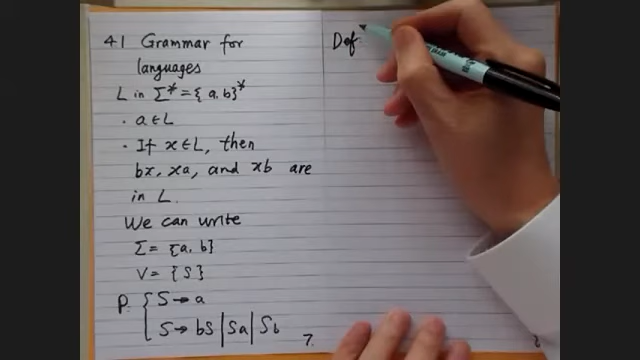 41 Grammar for
languages
L in Σ* = {a, b}*
· a ∈ L
· If x ∈ L, then
bx, xa, and xb are
in L.
We can write
Σ = {a, b}
V = {S}
P { S → a
S → bS | Sa | Sb
7.
Def
8